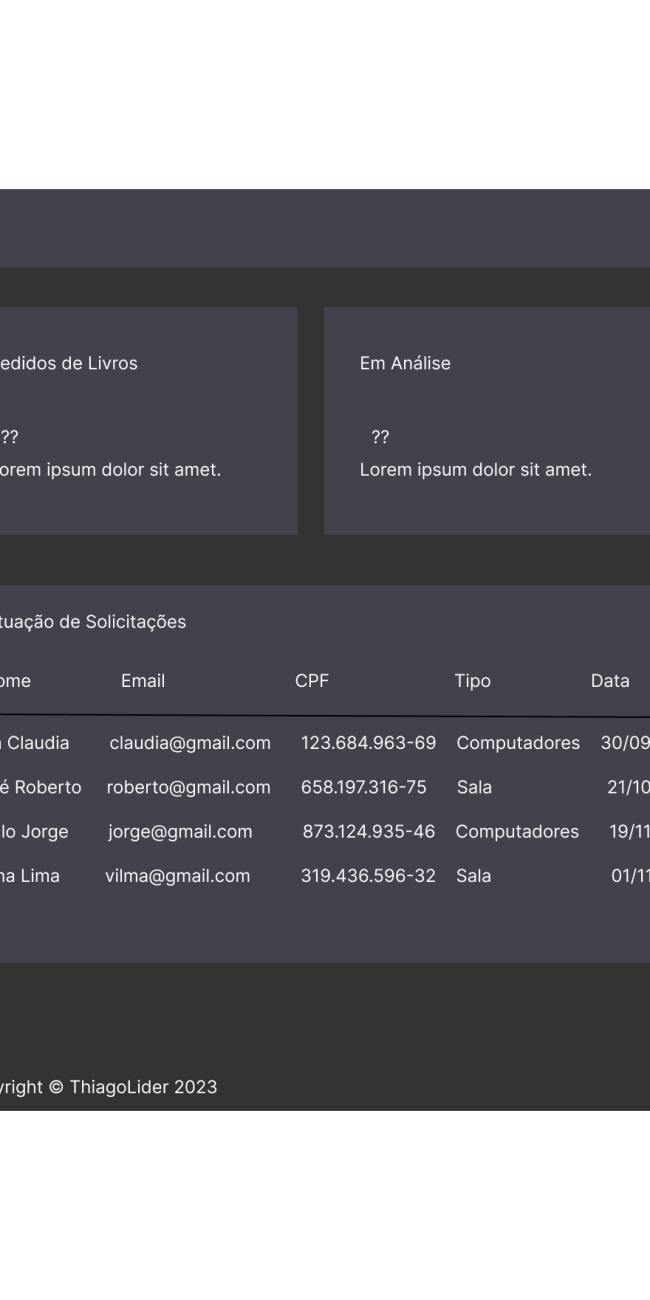 edidos de Livros
Em Análise
??
??
orem ipsum dolor sit amet.
Lorem ipsum dolor sit amet.
tuação de Solicitações
ome Email CPF Tipo Data
Claudia claudia@gmail.com 123.684.963-69 Computadores 30/09
é Roberto roberto@gmail.com 658.197.316-75 Sala 21/10
lo Jorge jorge@gmail.com 873.124.935-46 Computadores 19/11
na Lima vilma@gmail.com 319.436.596-32 Sala 01/11
yright © ThiagoLider 2023